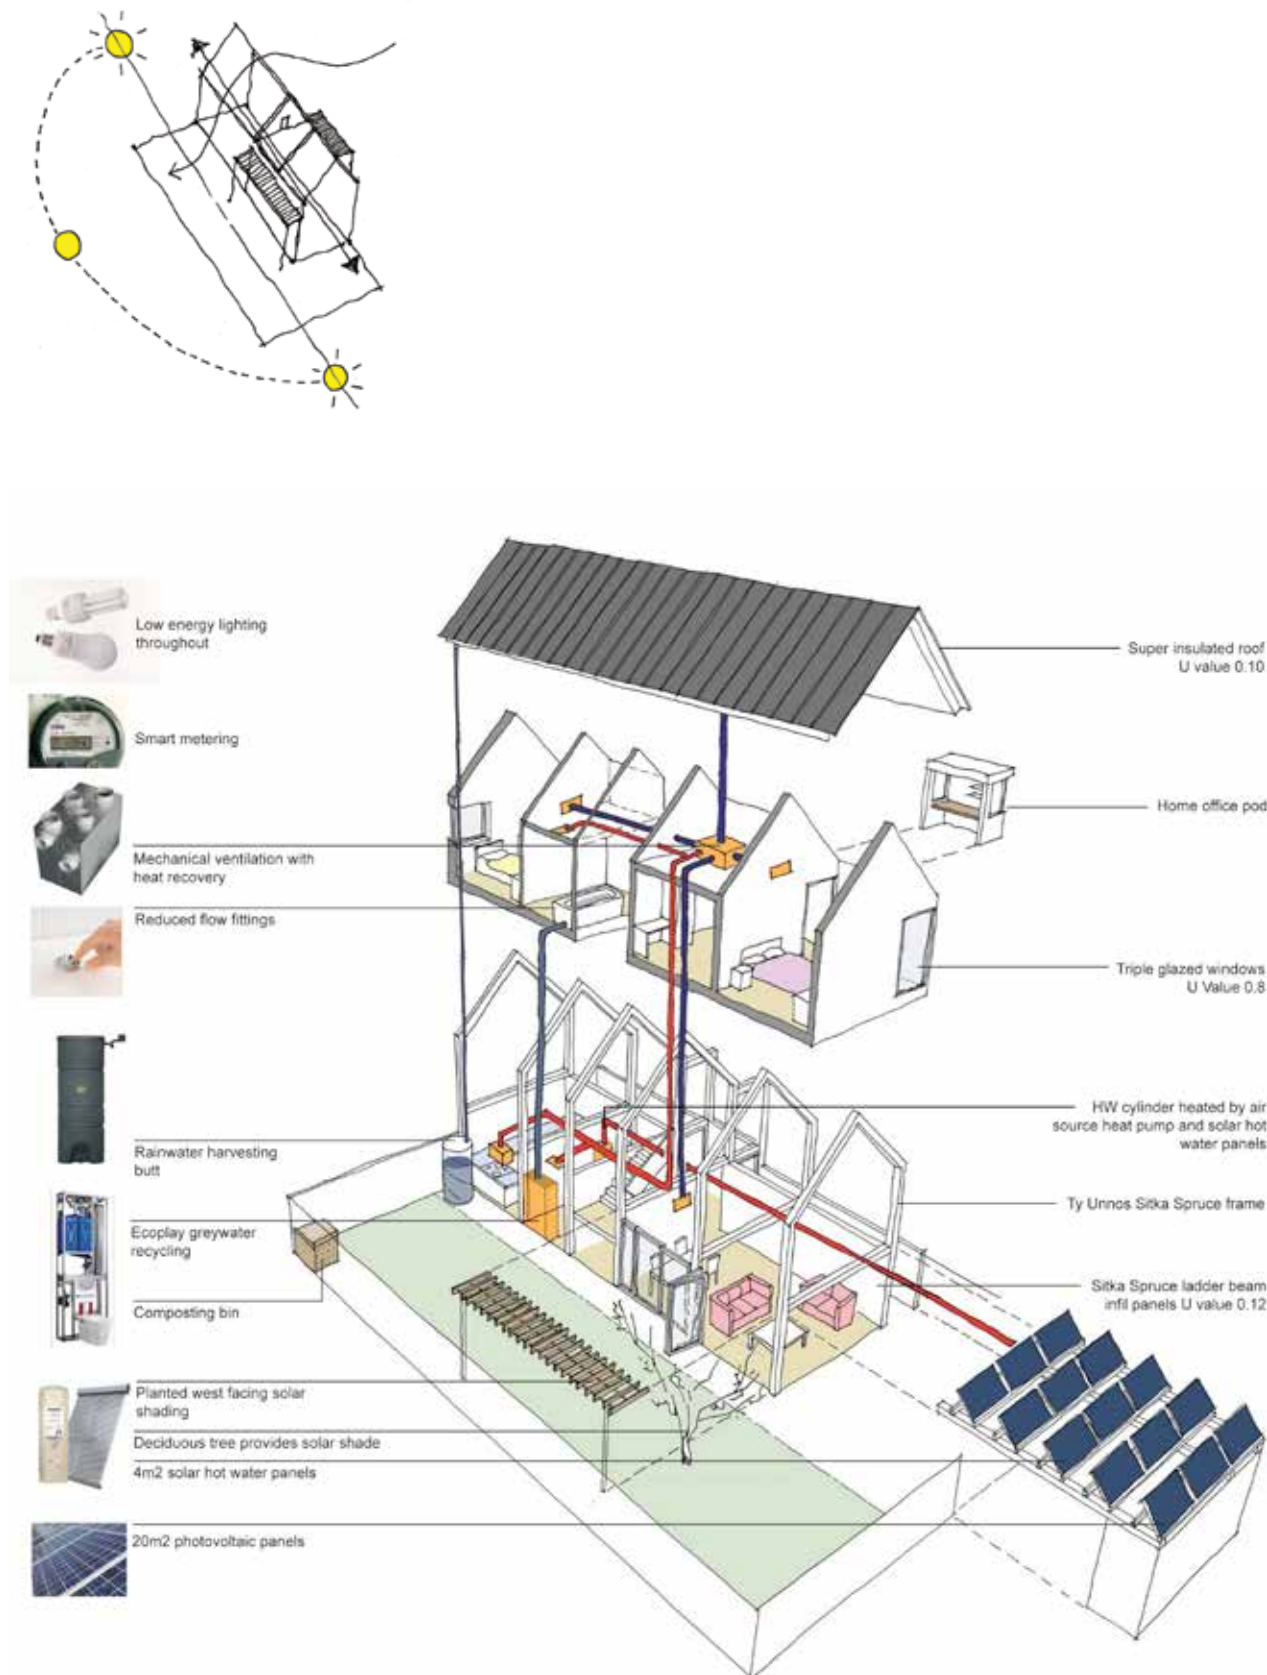 Low energy lighting
throughout
Smart metering
Mechanical ventilation with
heat recovery
Reduced flow fittings
Rainwater harvesting
butt
Ecoplay greywater
recycling
Composting bin
Planted west facing solar
shading
Deciduous tree provides solar shade
4m2 solar hot water panels
20m2 photovoltaic panels
Super insulated roof
U value 0.10
Home office pod
Triple glazed windows
U Value 0.8
HW cylinder heated by air
source heat pump and solar hot
water panels
Ty Unnos Sitka Spruce frame
Sitka Spruce ladder beam
infil panels U value 0.12